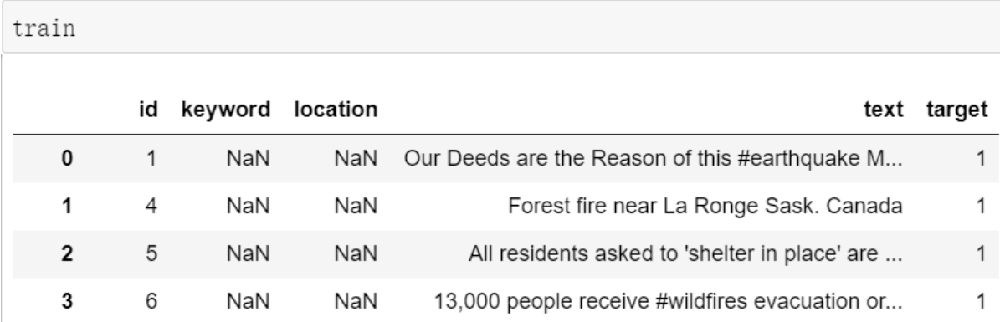 train
id keyword location text target
0 1 NaN NaN Our Deeds are the Reason of this #earthquake M... 1
1 4 NaN NaN Forest fire near La Ronge Sask. Canada 1
2 5 NaN NaN All residents asked to 'shelter in place' are ... 1
3 6 NaN NaN 13,000 people receive #wildfires evacuation or... 1